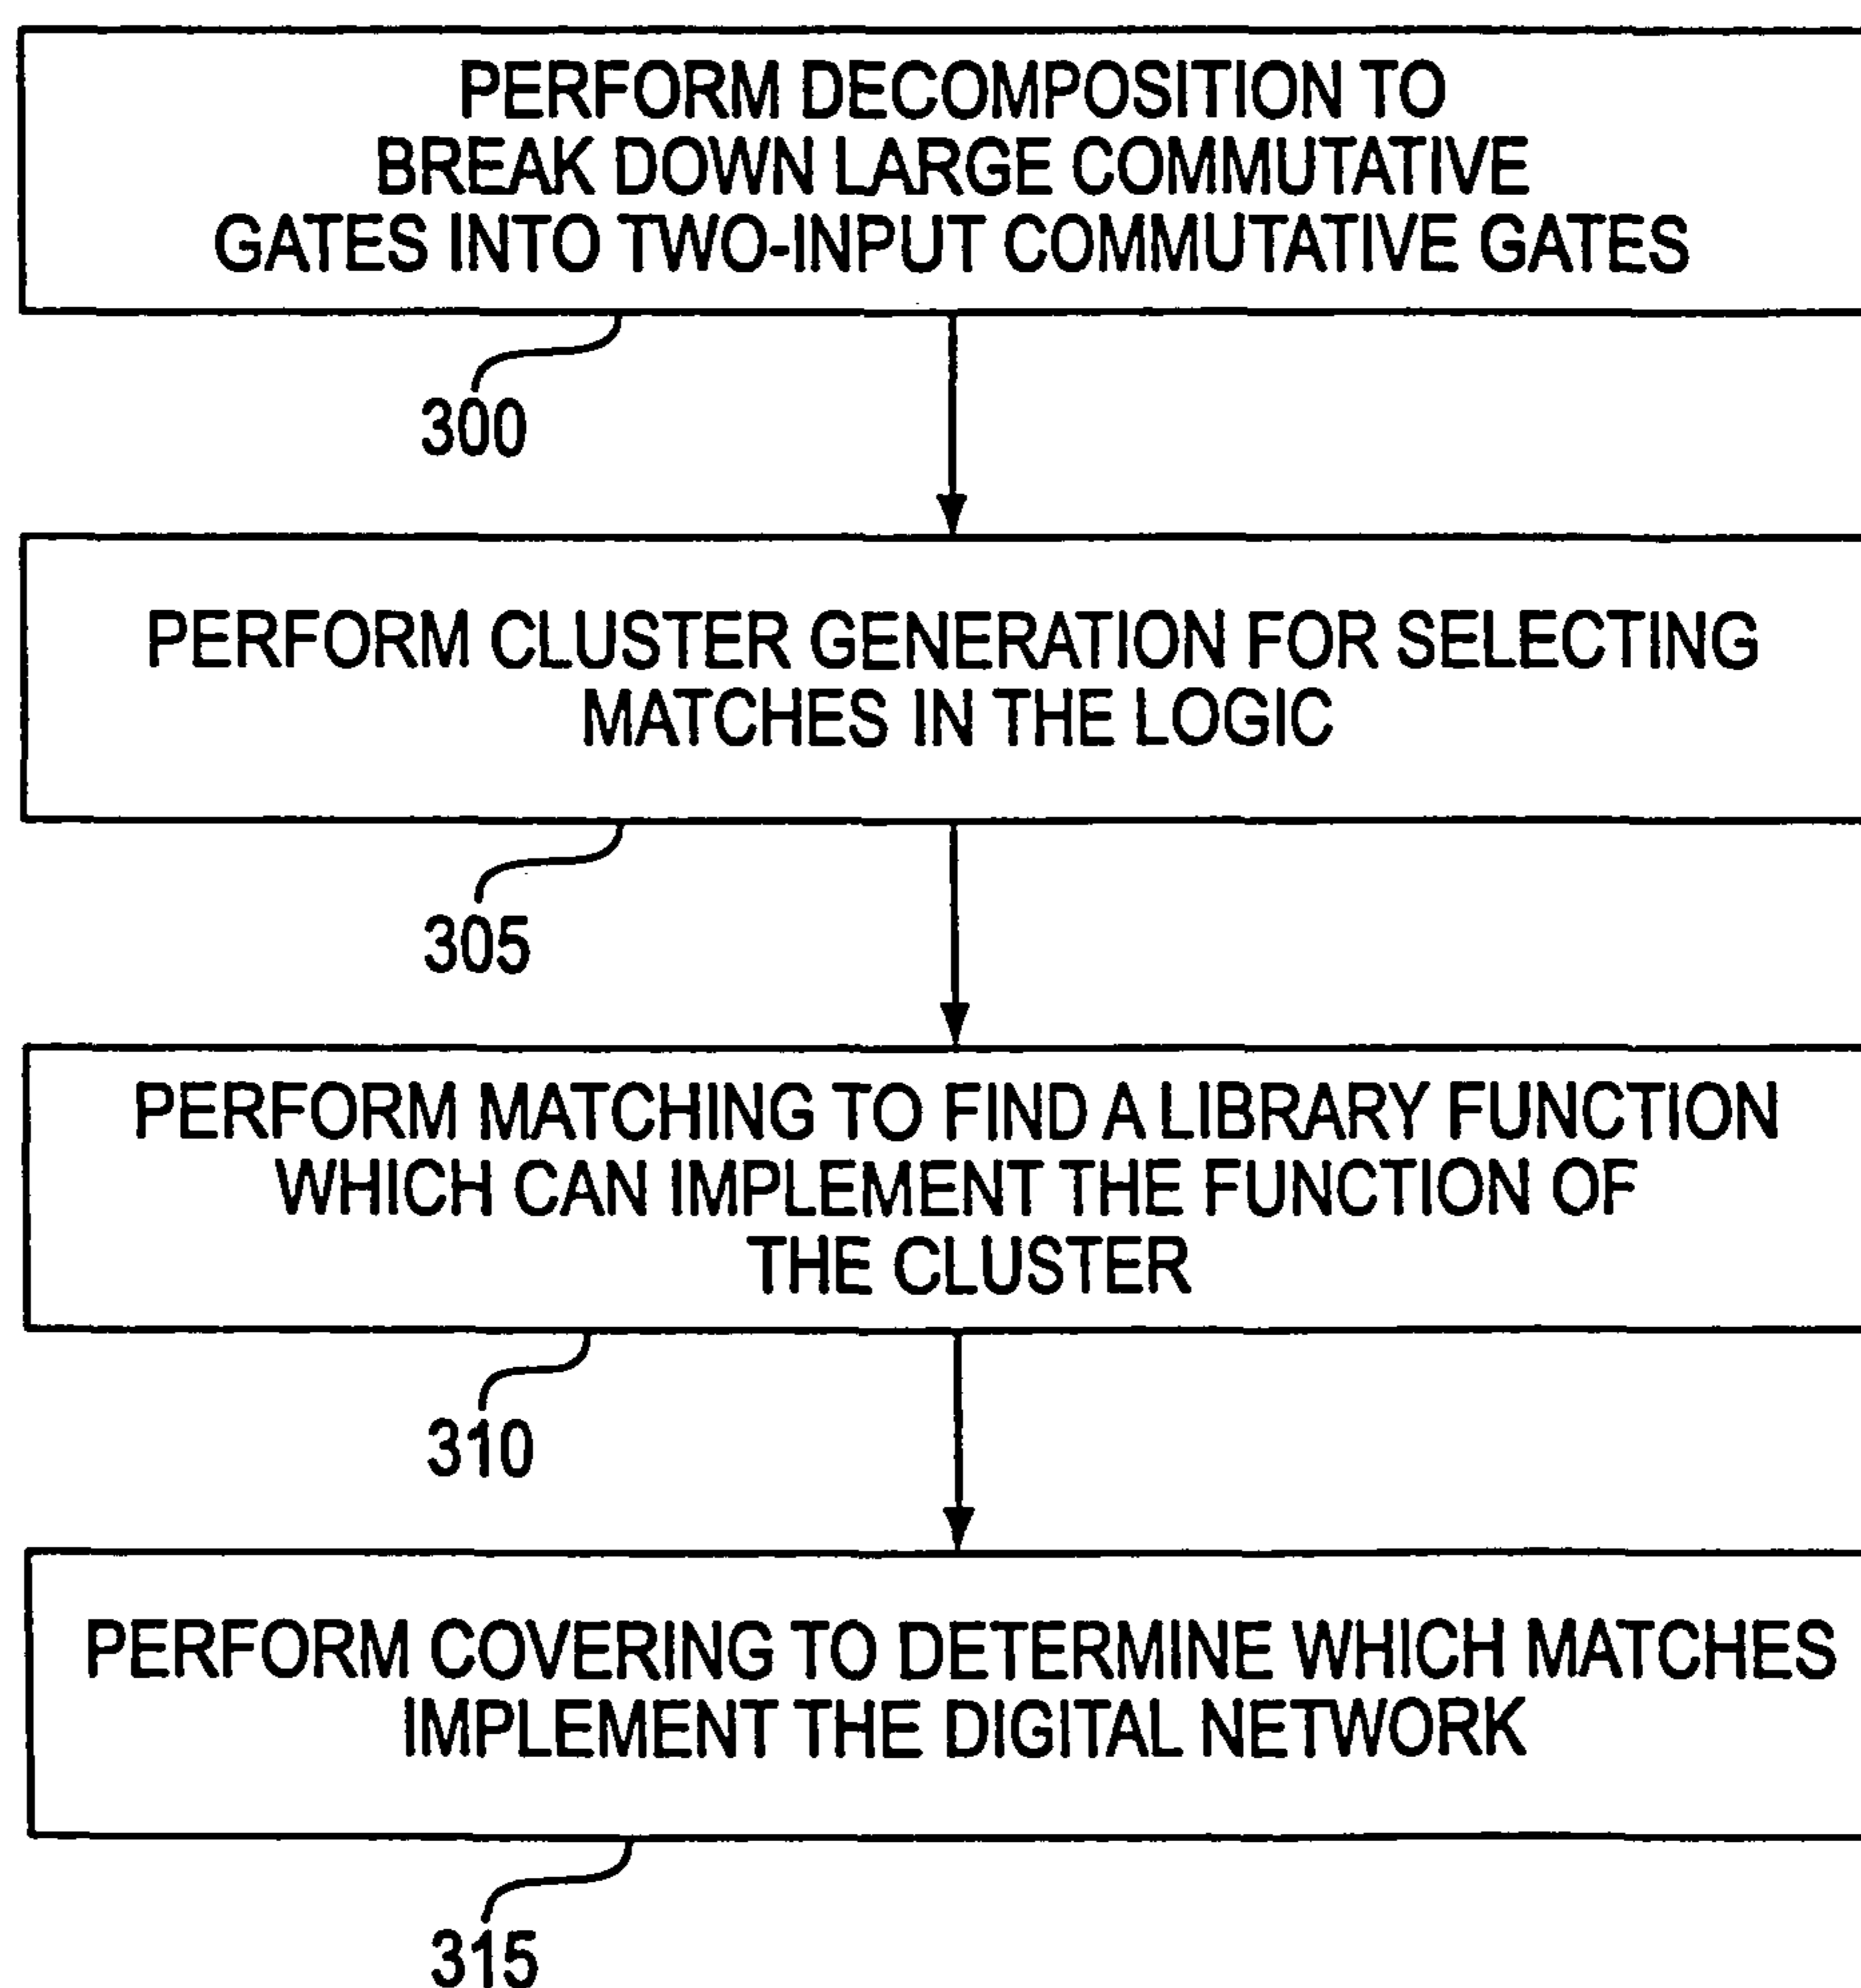 PERFORM DECOMPOSITION TO
BREAK DOWN LARGE COMMUTATIVE
GATES INTO TWO-INPUT COMMUTATIVE GATES
300
PERFORM CLUSTER GENERATION FOR SELECTING
MATCHES IN THE LOGIC
305
PERFORM MATCHING TO FIND A LIBRARY FUNCTION
WHICH CAN IMPLEMENT THE FUNCTION OF
THE CLUSTER
310
PERFORM COVERING TO DETERMINE WHICH MATCHES
IMPLEMENT THE DIGITAL NETWORK
315